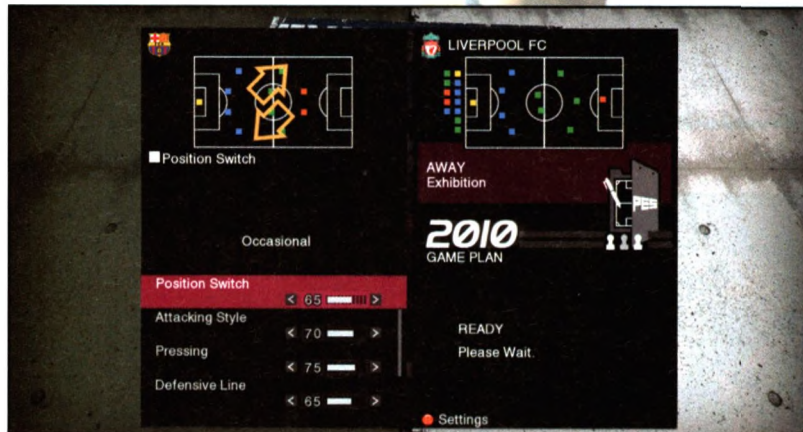 Position Switch
Occasional
Position Switch
< 65 >
Attacking Style
< 70 >
Pressing
< 75 >
Defensive Line
< 65 >
LIVERPOOL FC
AWAY
Exhibition
PES
2010
GAME PLAN
READY
Please Wait.
Settings